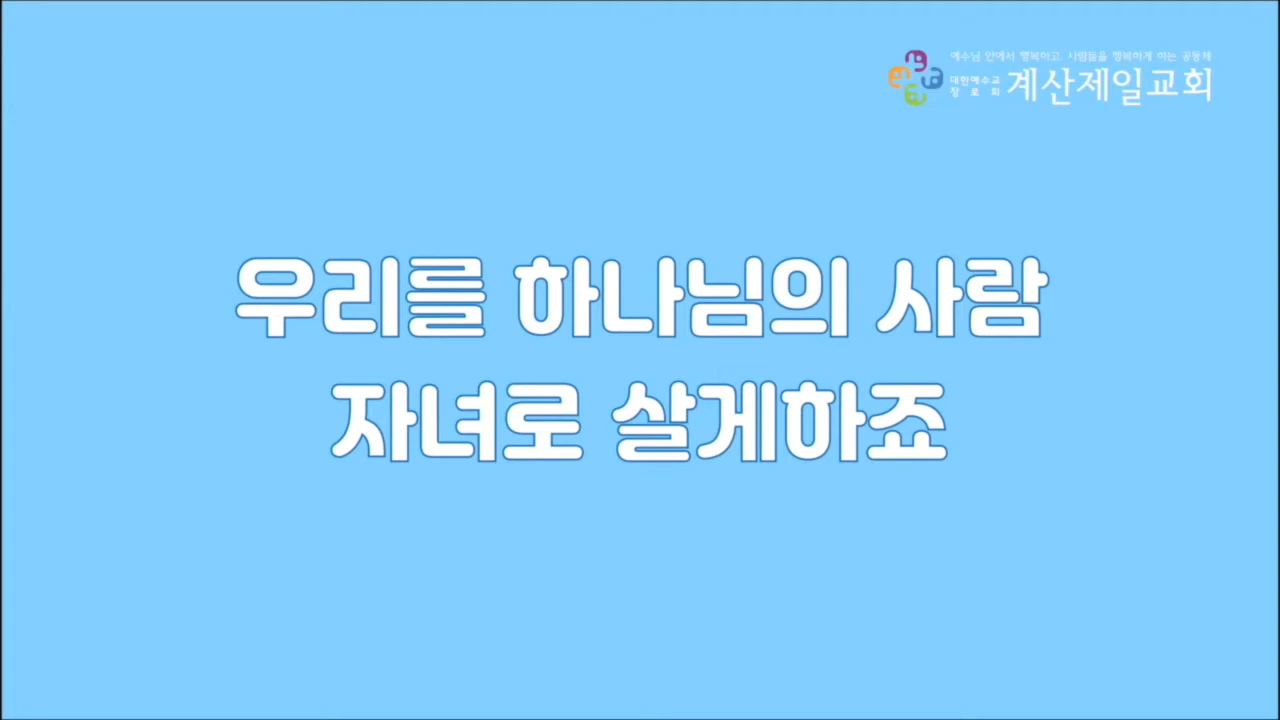 예수님 안에서 행복하고, 사람들을 행복하게 하는 공동체
대한예수교
장로회
계산제일교회
우리를 하나님의 사람
자녀로 살게하죠